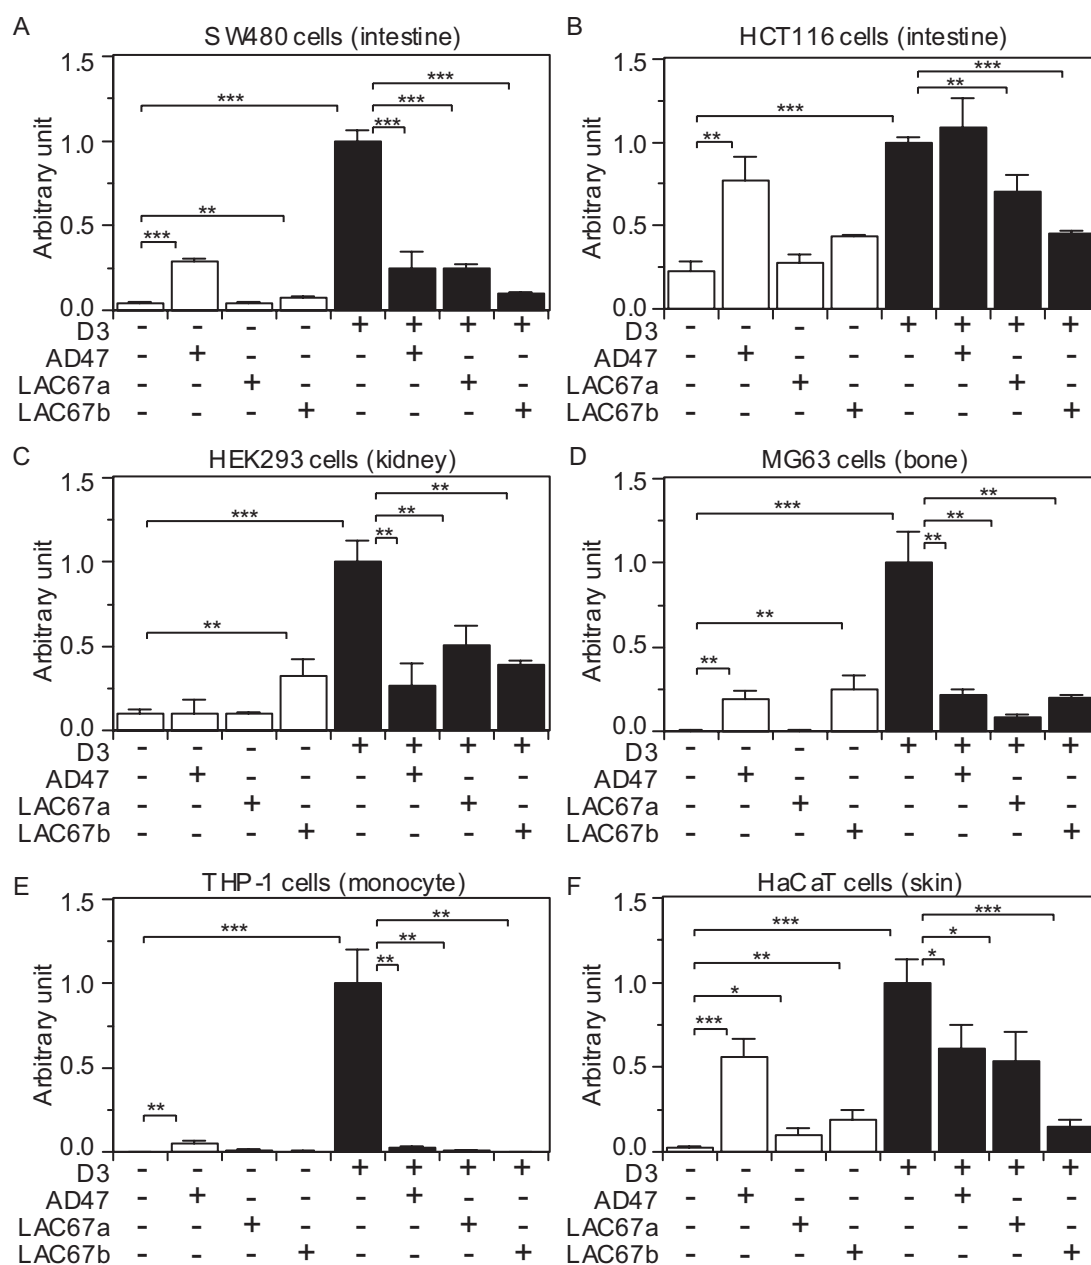 A
SW480 cells (intestine)
Arbitrary unit
1.5
1.0
0.5
0.0
***
***
***
***
**
***
D3 - - - - + + + +
AD47 - + - - - + - -
LAC67a - - + - - - + -
LAC67b - - - + - - - +
B
HCT116 cells (intestine)
Arbitrary unit
1.5
1.0
0.5
0.0
***
**
***
**
D3 - - - - + + + +
AD47 - + - - - + - -
LAC67a - - + - - - + -
LAC67b - - - + - - - +
C
HEK293 cells (kidney)
Arbitrary unit
1.5
1.0
0.5
0.0
**
**
***
**
**
D3 - - - - + + + +
AD47 - + - - - + - -
LAC67a - - + - - - + -
LAC67b - - - + - - - +
D
MG63 cells (bone)
Arbitrary unit
1.5
1.0
0.5
0.0
**
***
**
**
**
**
D3 - - - - + + + +
AD47 - + - - - + - -
LAC67a - - + - - - + -
LAC67b - - - + - - - +
E
THP-1 cells (monocyte)
Arbitrary unit
1.5
1.0
0.5
0.0
**
***
**
**
**
D3 - - - - + + + +
AD47 - + - - - + - -
LAC67a - - + - - - + -
LAC67b - - - + - - - +
F
HaCaT cells (skin)
Arbitrary unit
1.5
1.0
0.5
0.0
***
***
*
*
**
*
***
D3 - - - - + + + +
AD47 - + - - - + - -
LAC67a - - + - - - + -
LAC67b - - - + - - - +